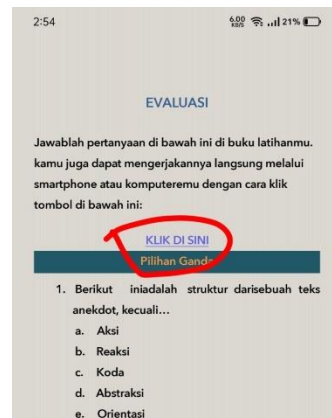 2:54
6,00 KB/S 21%
EVALUASI
Jawablah pertanyaan di bawah ini di buku latihanmu.
kamu juga dapat mengerjakannya langsung melalui
smartphone atau komputeremu dengan cara klik
tombol di bawah ini:
KLIK DI SINI
Pilihan Ganda
1. Berikut iniadalah struktur darisebuah teks
anekdot, kecuali...
a. Aksi
b. Reaksi
c. Koda
d. Abstraksi
e. Orientasi